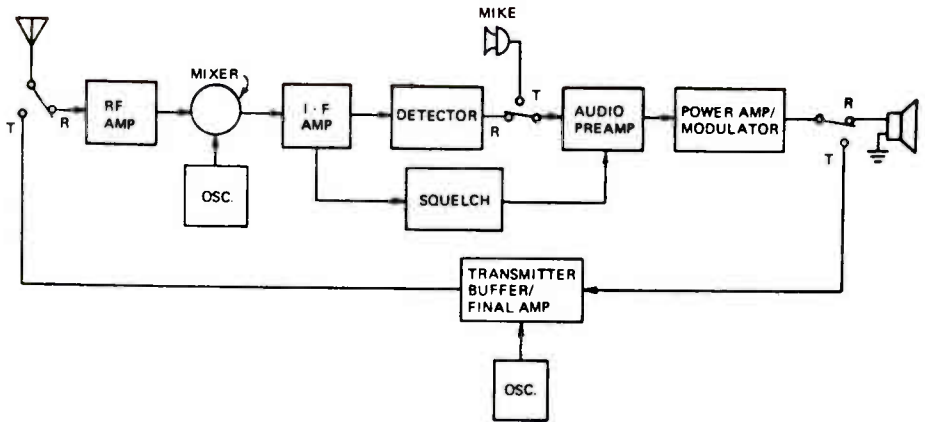 MIKE
MIXER
RF
AMP
I-F
AMP
DETECTOR
AUDIO
PREAMP
POWER AMP/
MODULATOR
T
R
T
R
R
T
OSC.
SQUELCH
TRANSMITTER
BUFFER/
FINAL AMP
OSC.